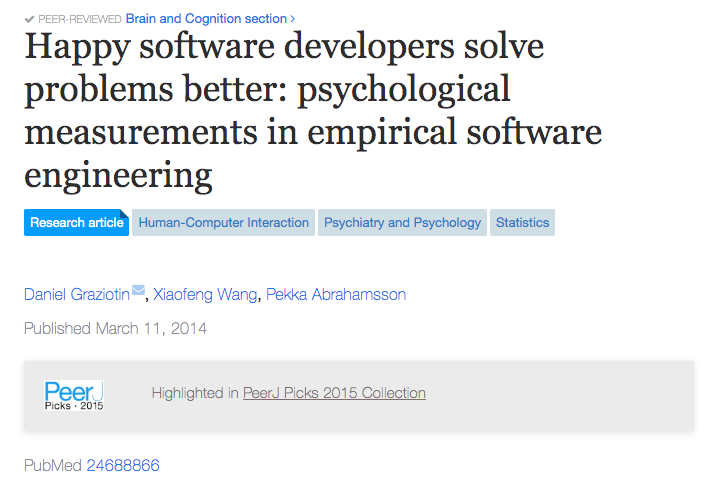 PEER-REVIEWED Brain and Cognition section ›
Happy software developers solve
problems better: psychological
measurements in empirical software
engineering
Research article Human-Computer Interaction Psychiatry and Psychology Statistics
Daniel Graziotin, Xiaofeng Wang, Pekka Abrahamsson
Published March 11, 2014
PeerJ
Picks · 2015
Highlighted in PeerJ Picks 2015 Collection
PubMed 24688866